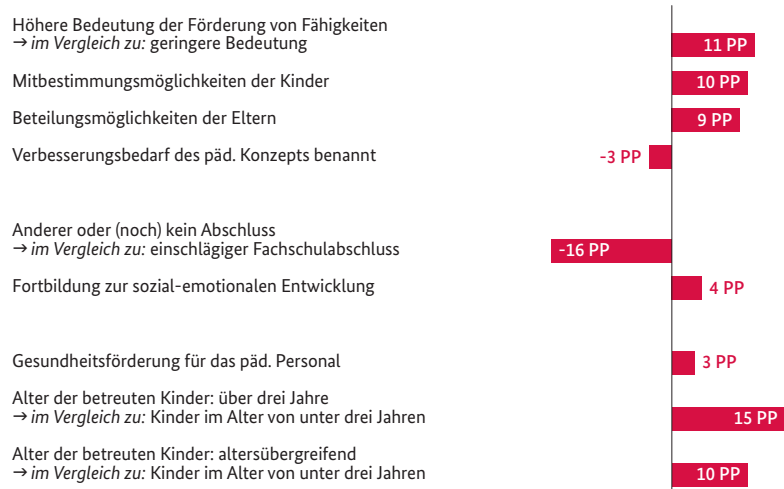 Höhere Bedeutung der Förderung von Fähigkeiten
→ im Vergleich zu: geringere Bedeutung
11 PP
Mitbestimmungsmöglichkeiten der Kinder
10 PP
Beteilungsmöglichkeiten der Eltern
9 PP
Verbesserungsbedarf des päd. Konzepts benannt
-3 PP
Anderer oder (noch) kein Abschluss
→ im Vergleich zu: einschlägiger Fachschulabschluss
-16 PP
Fortbildung zur sozial-emotionalen Entwicklung
4 PP
Gesundheitsförderung für das päd. Personal
3 PP
Alter der betreuten Kinder: über drei Jahre
→ im Vergleich zu: Kinder im Alter von unter drei Jahren
15 PP
Alter der betreuten Kinder: altersübergreifend
→ im Vergleich zu: Kinder im Alter von unter drei Jahren
10 PP